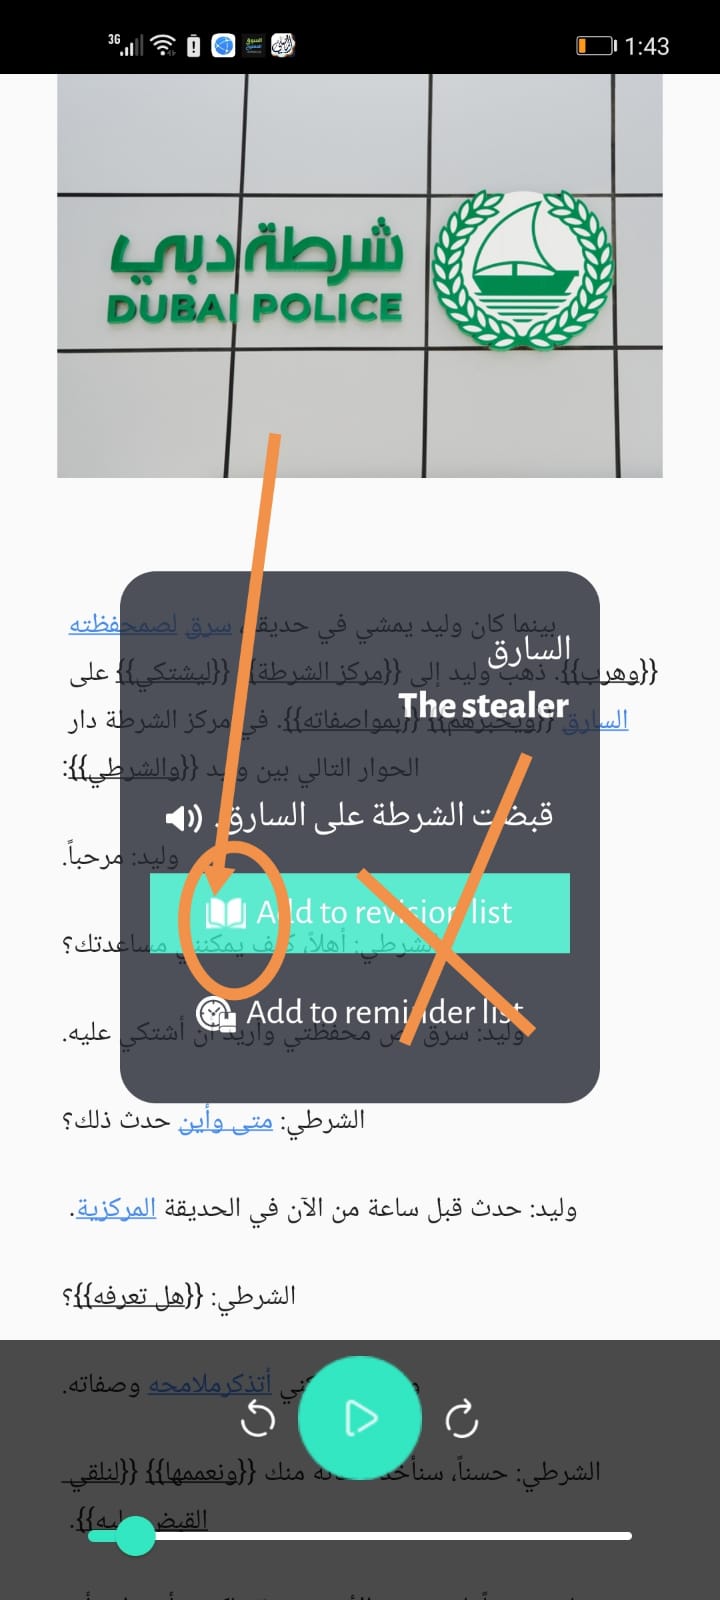 3G
1:43
شرطة دبي
DUBAI POLICE
بينما كان وليد يمشي في حديقة، سرق لصمحفظته
{{وهرب}}. ذهب وليد إلى {{مركز الشرطة}} {{ليشتكي}} على
السارق {{ويخبرهم}} {{بمواصفاته}}. في مركز الشرطة دار
الحوار التالي بين وليد {{والشرطي}}:
السارق
The stealer
قبضت الشرطة على السارق.
Add to revision list
Add to reminder list
وليد: مرحباً.
الشرطي: أهلاً، كيف يمكنني مساعدتك؟
وليد: سرق لص محفظتي وأريد أن أشتكي عليه.
الشرطي: متى وأين حدث ذلك؟
وليد: حدث قبل ساعة من الآن في الحديقة المركزية.
الشرطي: {{هل تعرفه}}؟
أتذكرملامحه وصفاته.
الشرطي: حسناً، سنأخذ منك {{ونعممها}} {{لنلقي
القبض عليه}}.